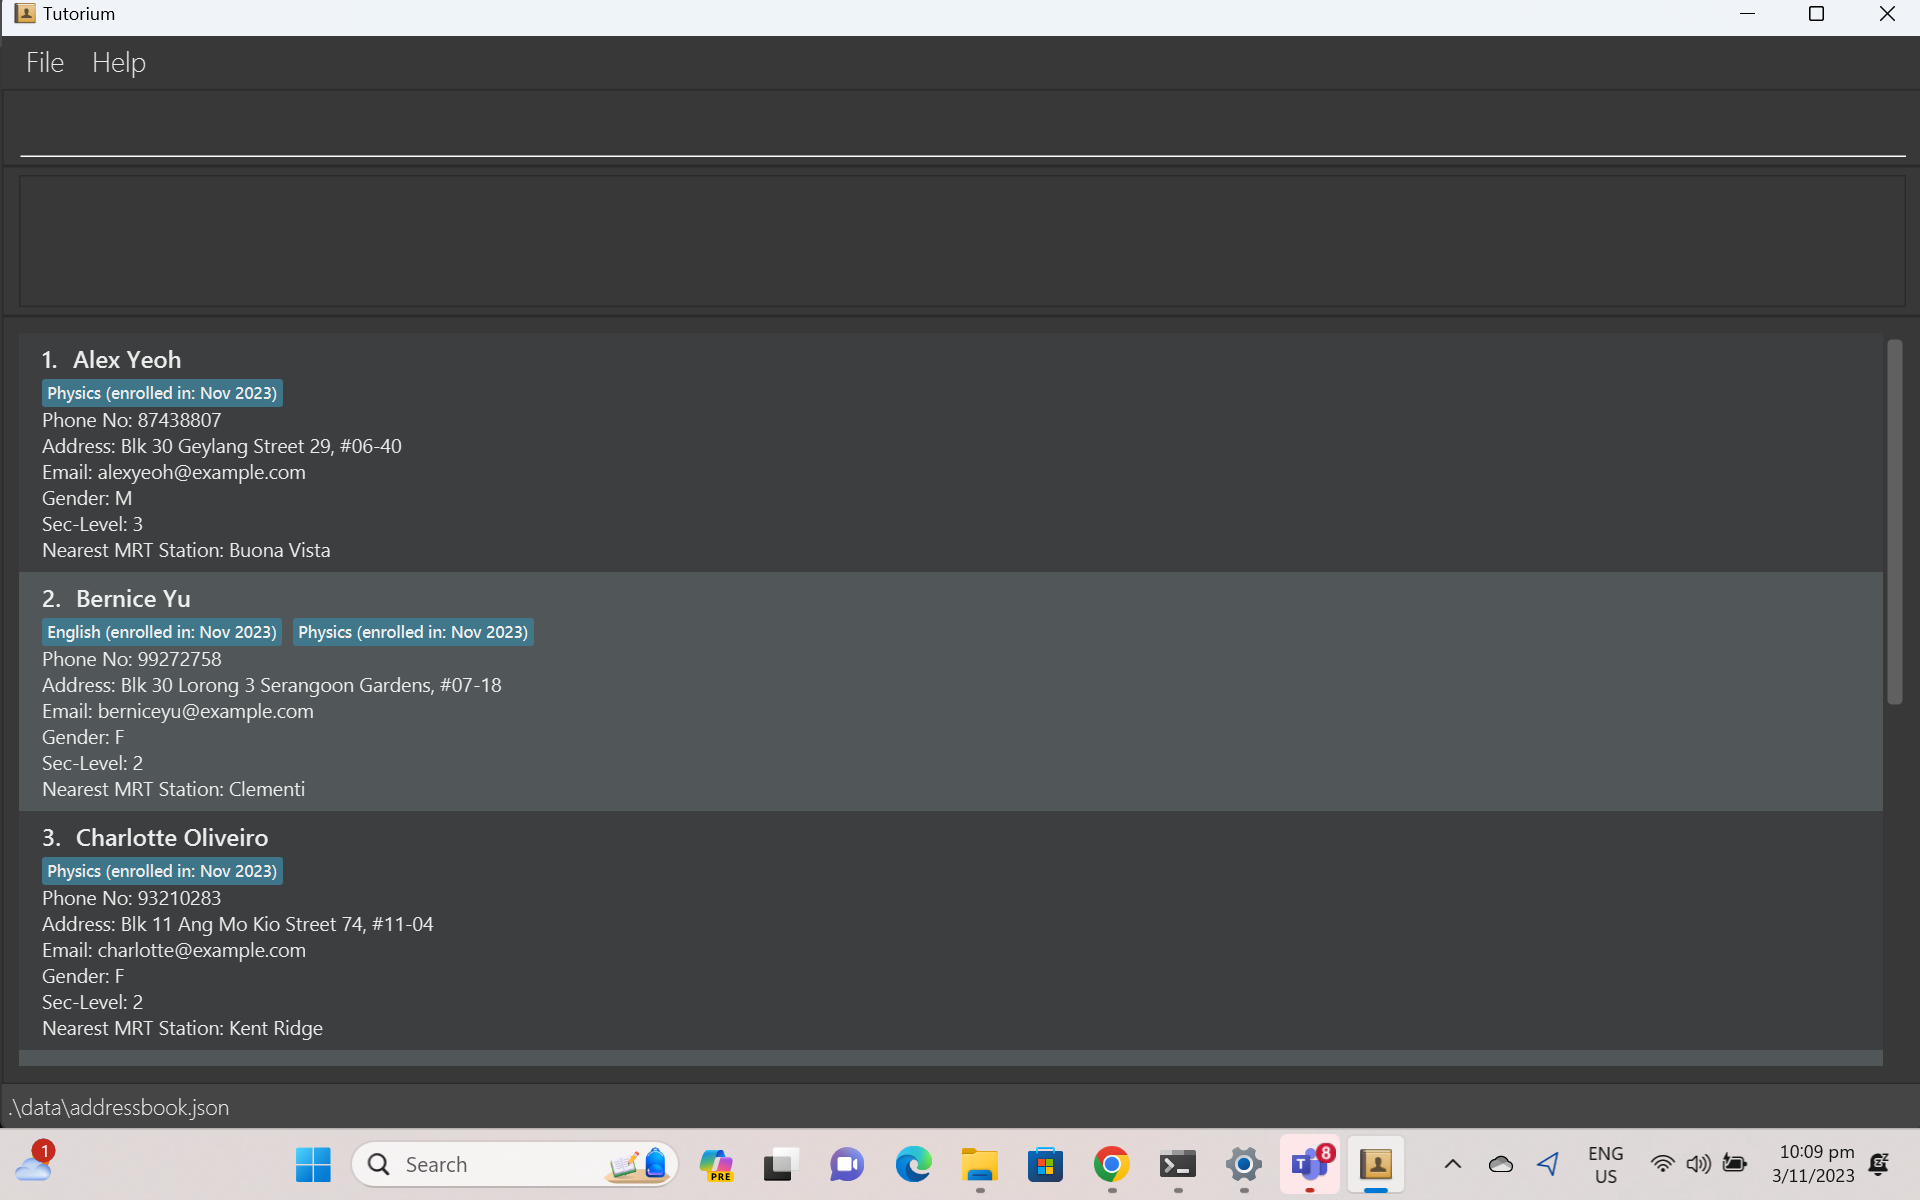 Tutorium
File Help
1. Alex Yeoh
Physics (enrolled in: Nov 2023)
Phone No: 87438807
Address: Blk 30 Geylang Street 29, #06-40
Email: alexyeoh@example.com
Gender: M
Sec-Level: 3
Nearest MRT Station: Buona Vista
2. Bernice Yu
English (enrolled in: Nov 2023) Physics (enrolled in: Nov 2023)
Phone No: 99272758
Address: Blk 30 Lorong 3 Serangoon Gardens, #07-18
Email: berniceyu@example.com
Gender: F
Sec-Level: 2
Nearest MRT Station: Clementi
3. Charlotte Oliveiro
Physics (enrolled in: Nov 2023)
Phone No: 93210283
Address: Blk 11 Ang Mo Kio Street 74, #11-04
Email: charlotte@example.com
Gender: F
Sec-Level: 2
Nearest MRT Station: Kent Ridge
.\data\addressbook.json
1
Search
PRE
T
8
ENG
US
10:09 pm
3/11/2023